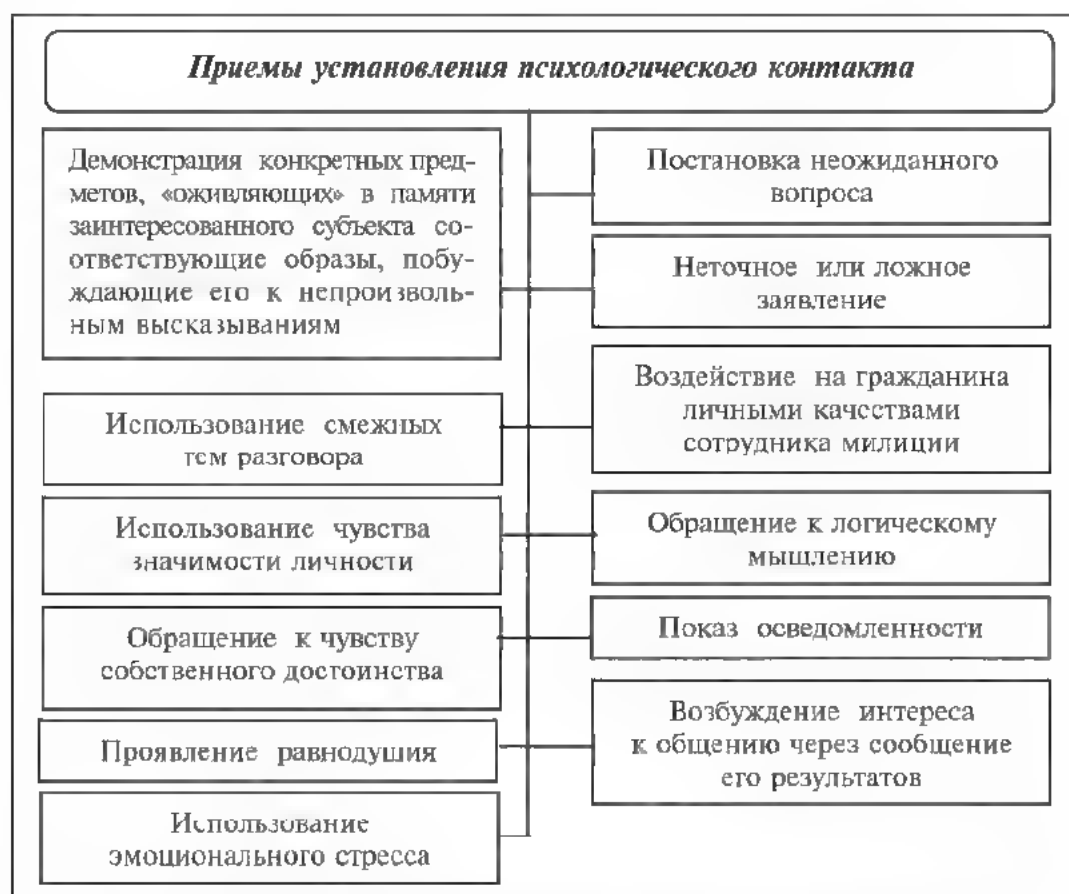 Приемы установления психологического контакта
Демонстрация конкретных пред-
метов, «оживляющих» в памяти
заинтересованного субъекта со-
ответствующие образы, побу-
ждающие его к непроизволь-
ным высказываниям
Использование смежных
тем разговора
Использование чувства
значимости личности
Обращение к чувству
собственного достоинства
Проявление равнодушия
Использование
эмоционального стресса
Постановка неожиданного
вопроса
Неточное или ложное
заявление
Воздействие на гражданина
личными качествами
сотрудника милиции
Обращение к логическому
мышлению
Показ осведомленности
Возбуждение интереса
к общению через сообщение
его результатов